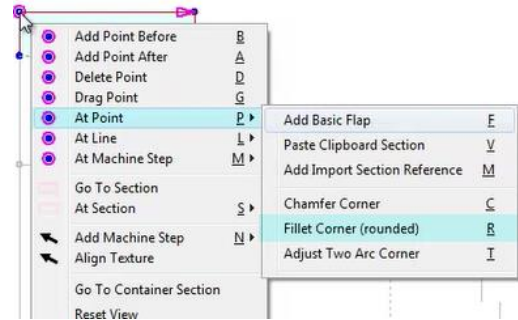 Add Point Before B
Add Point After A
Delete Point D
Drag Point G
At Point P
At Line L
At Machine Step M
Go To Section
At Section S
Add Machine Step N
Align Texture
Go To Container Section
Reset View
Add Basic Flap F
Paste Clipboard Section V
Add Import Section Reference M
Chamfer Corner C
Fillet Corner (rounded) R
Adjust Two Arc Corner I